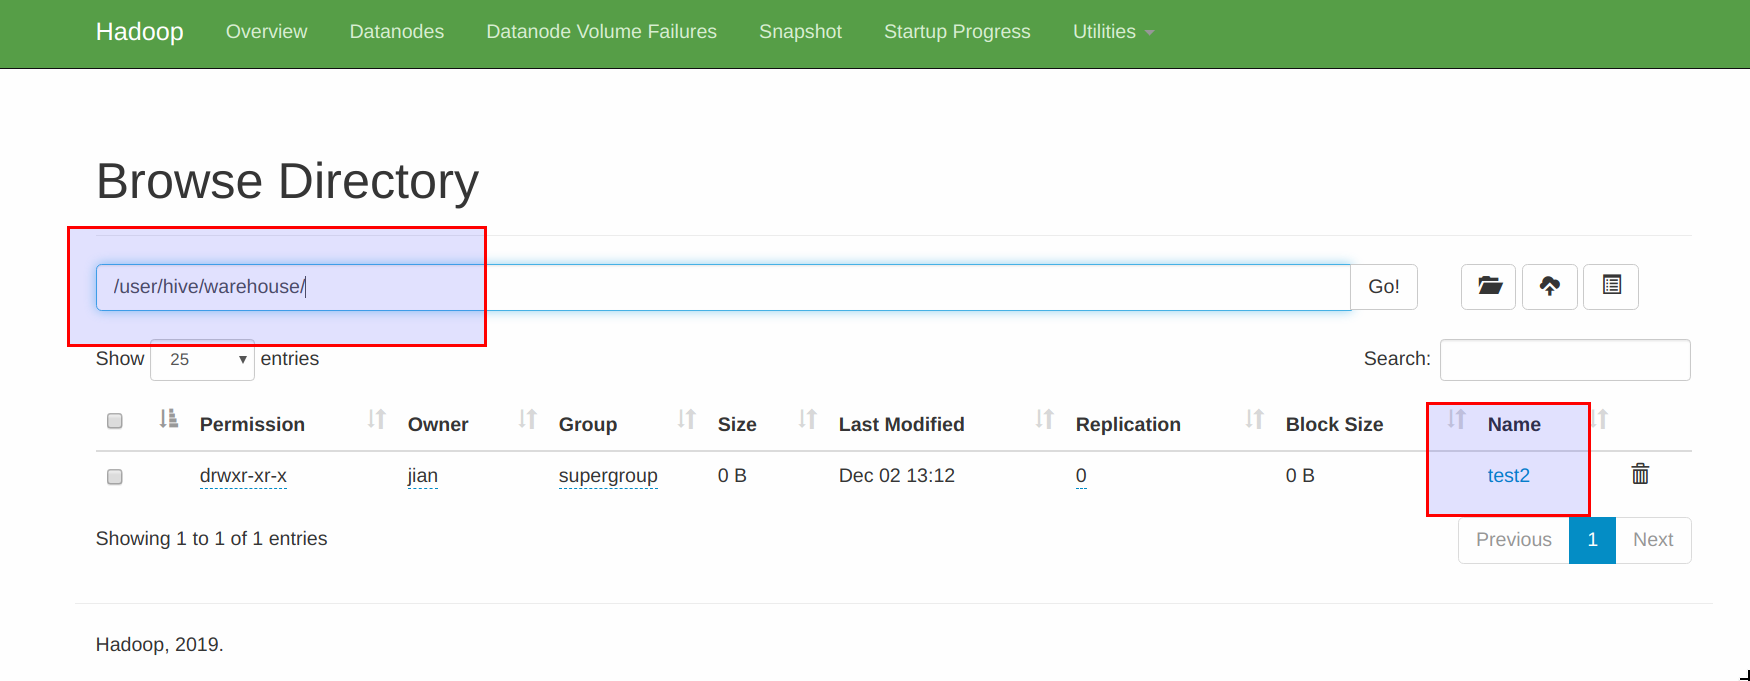 Hadoop Overview Datanodes Datanode Volume Failures Snapshot Startup Progress Utilities
Browse Directory
/user/hive/warehouse/ Go!
Show 25 entries Search:
Permission Owner Group Size Last Modified Replication Block Size Name
drwxr-xr-x jian supergroup 0 B Dec 02 13:12 0 0 B test2
Showing 1 to 1 of 1 entries Previous 1 Next
Hadoop, 2019.